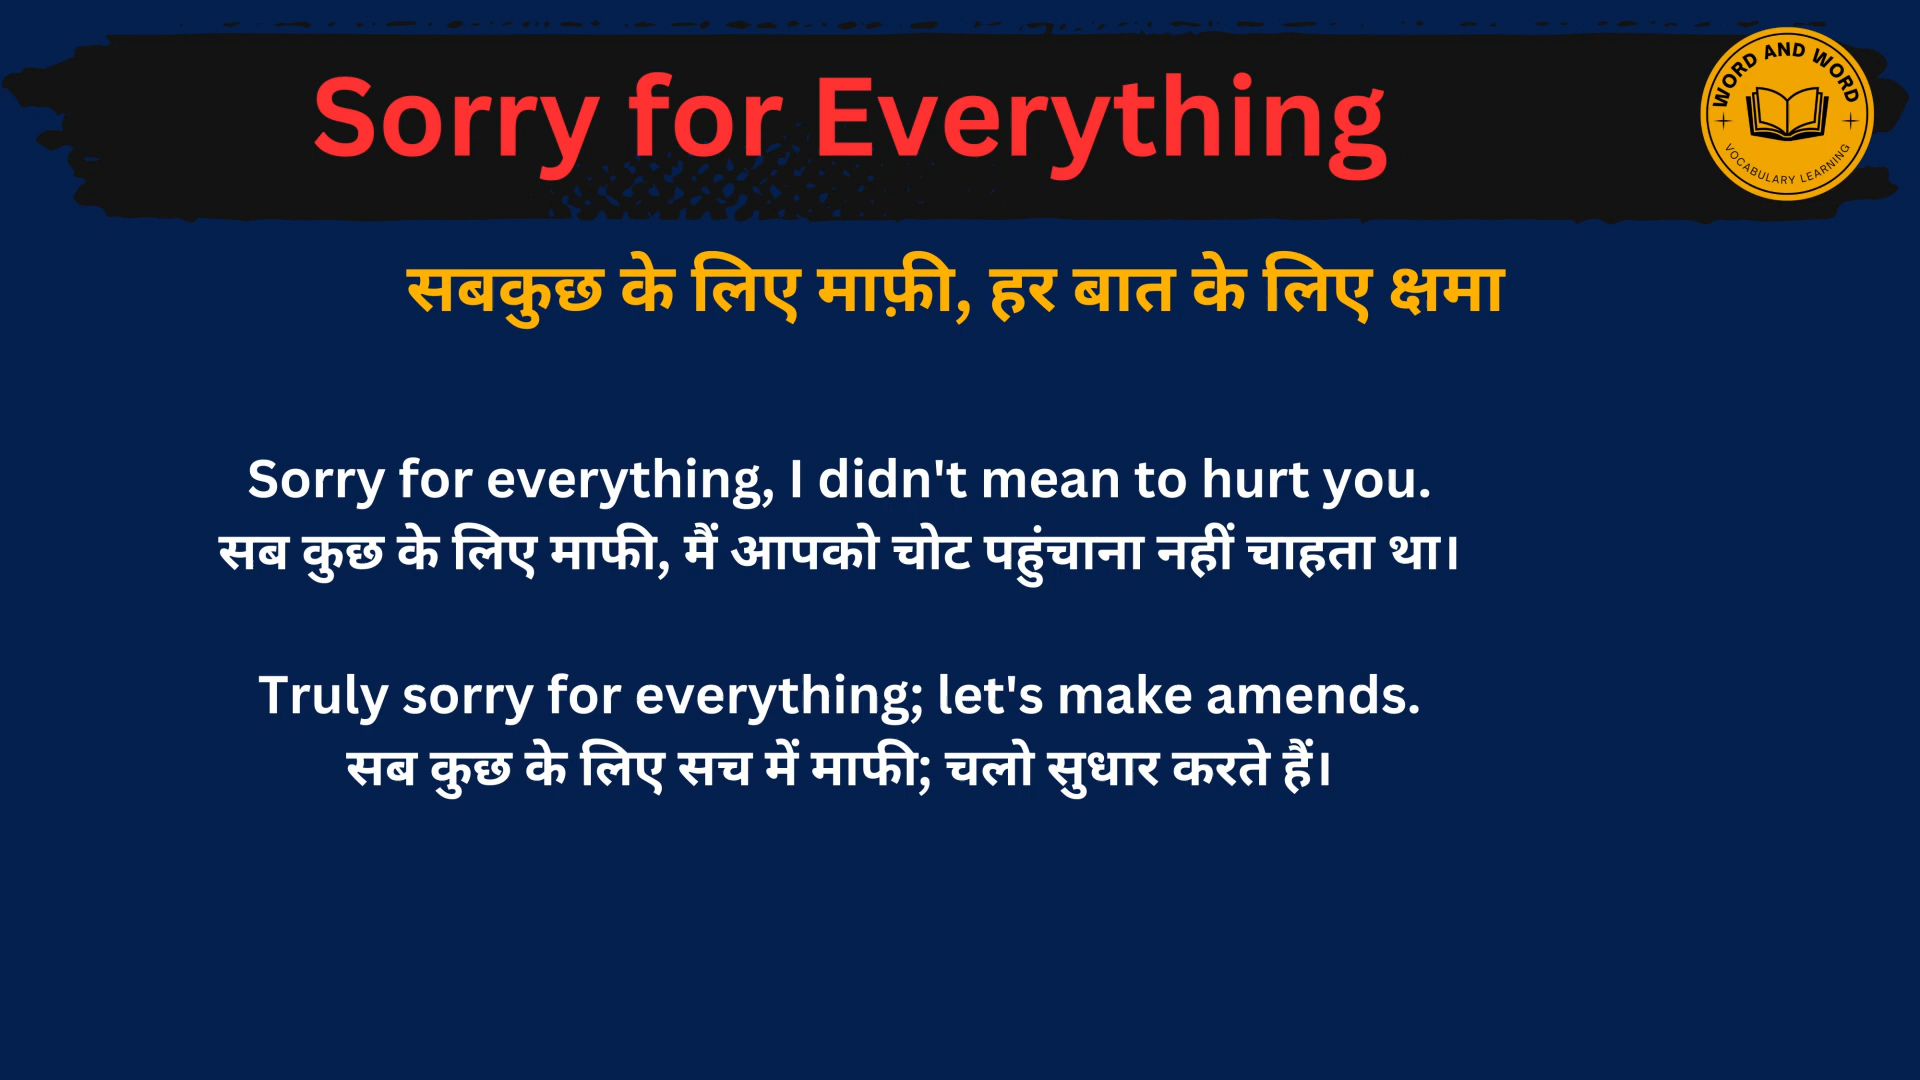 Sorry for Everything
WORD AND WORD
VOCABULARY LEARNING
सबकुछ के लिए माफ़ी, हर बात के लिए क्षमा
Sorry for everything, I didn't mean to hurt you.
सब कुछ के लिए माफी, मैं आपको चोट पहुंचाना नहीं चाहता था।
Truly sorry for everything; let's make amends.
सब कुछ के लिए सच में माफी; चलो सुधार करते हैं।